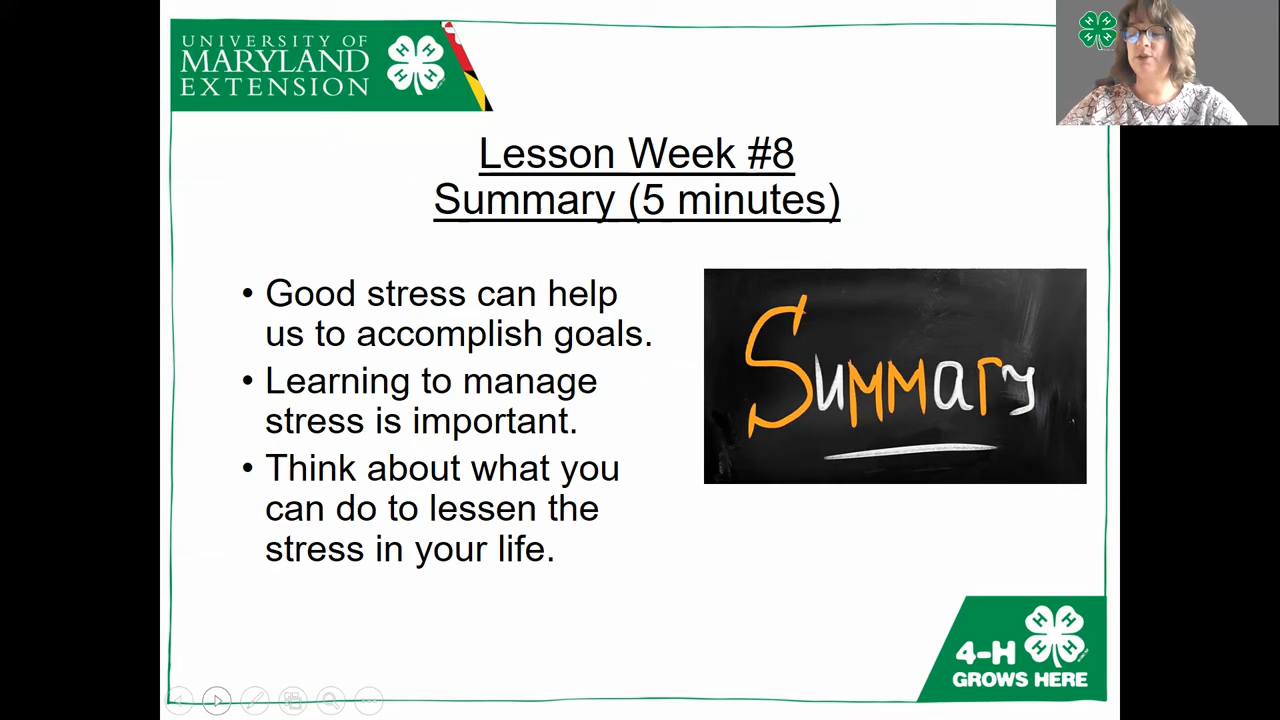 UNIVERSITY OF
MARYLAND
EXTENSION
Lesson Week #8
Summary (5 minutes)
• Good stress can help
us to accomplish goals.
• Learning to manage
stress is important.
• Think about what you
can do to lessen the
stress in your life.
Summary
4-H
GROWS HERE